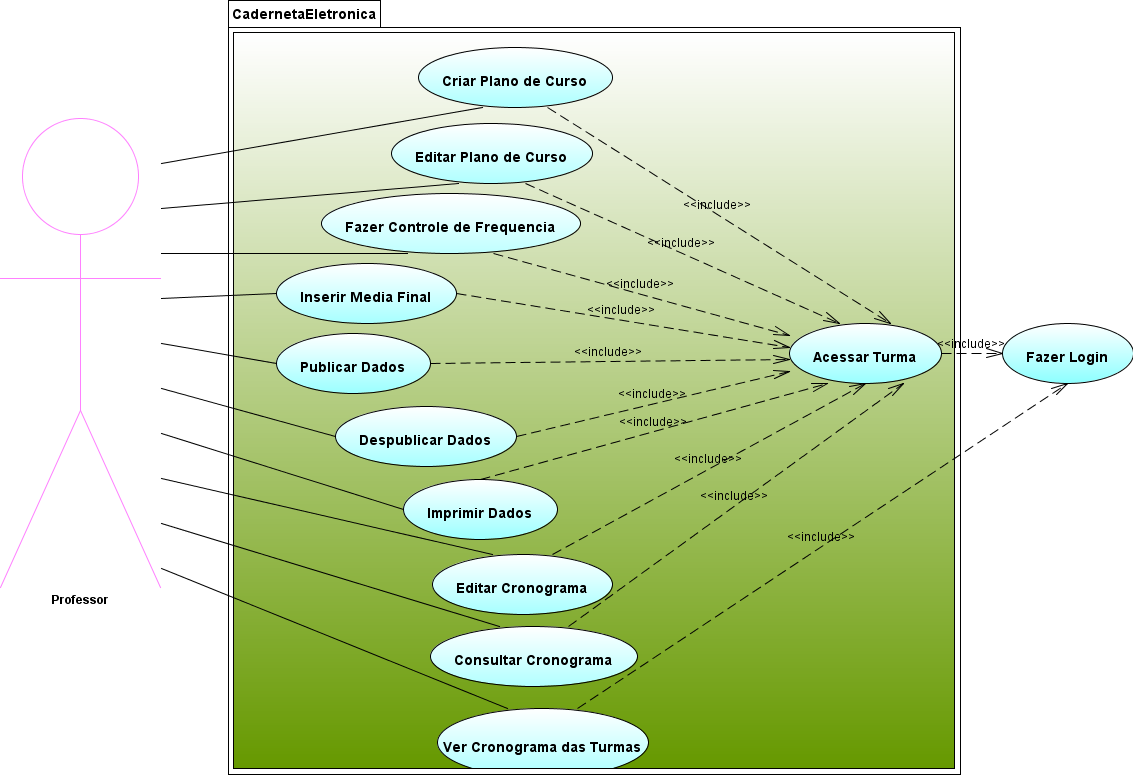 CadernetaEletronica
Criar Plano de Curso
Editar Plano de Curso
<<include>>
Fazer Controle de Frequencia
<<include>>
<<include>>
Inserir Media Final
<<include>>
<<include>>
Publicar Dados
Acessar Turma
<<include>>
Fazer Login
<<include>>
<<include>>
Despublicar Dados
<<include>>
<<include>>
Imprimir Dados
<<include>>
Editar Cronograma
Professor
Consultar Cronograma
Ver Cronograma das Turmas